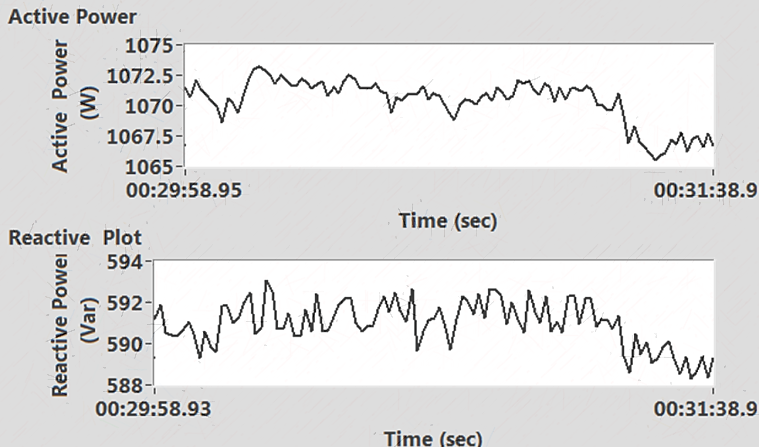 Active Power
Active Power
(W)
1075
1072.5
1070
1067.5
1065
00:29:58.95
00:31:38.9
Time (sec)
Reactive Plot
Reactive Power
(Var)
594
592
590
588
00:29:58.93
00:31:38.9
Time (sec)